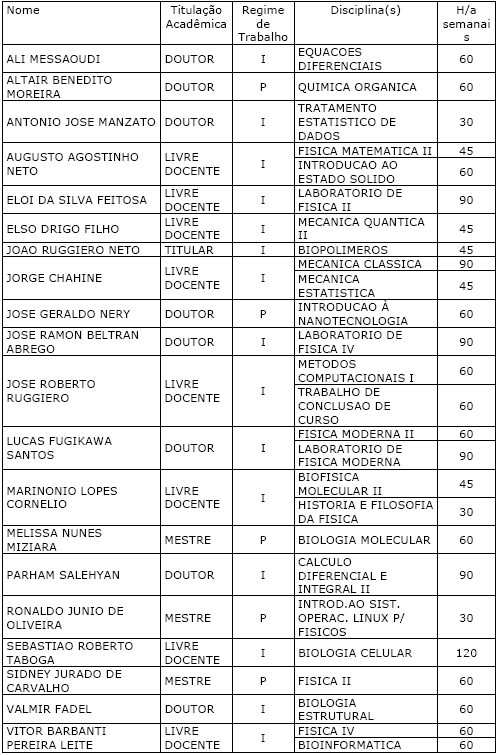 Nome Titulação Acadêmica Regime de Trabalho Disciplina(s) H/a semanais
ALI MESSAOUDI DOUTOR I EQUACOES DIFERENCIAIS 60
ALTAIR BENEDITO MOREIRA DOUTOR P QUIMICA ORGANICA 60
ANTONIO JOSE MANZATO DOUTOR I TRATAMENTO ESTATISTICO DE DADOS 30
AUGUSTO AGOSTINHO NETO LIVRE DOCENTE I FISICA MATEMATICA II 45
INTRODUCAO AO ESTADO SOLIDO 60
ELOI DA SILVA FEITOSA LIVRE DOCENTE I LABORATORIO DE FISICA II 90
ELSO DRIGO FILHO LIVRE DOCENTE I MECANICA QUANTICA II 45
JOAO RUGGIERO NETO TITULAR I BIOPOLIMEROS 45
JORGE CHAHINE LIVRE DOCENTE I MECANICA CLASSICA 90
MECANICA ESTATISTICA 45
JOSE GERALDO NERY DOUTOR P INTRODUCAO À NANOTECNOLOGIA 60
JOSE RAMON BELTRAN ABREGO DOUTOR I LABORATORIO DE FISICA IV 90
JOSE ROBERTO RUGGIERO LIVRE DOCENTE I METODOS COMPUTACIONAIS I 60
TRABALHO DE CONCLUSAO DE CURSO 60
LUCAS FUGIKAWA SANTOS DOUTOR I FISICA MODERNA II 60
LABORATORIO DE FISICA MODERNA 90
MARINONIO LOPES CORNELIO LIVRE DOCENTE I BIOFISICA MOLECULAR II 45
HISTORIA E FILOSOFIA DA FISICA 30
MELISSA NUNES MIZIARA MESTRE P BIOLOGIA MOLECULAR 60
PARHAM SALEHYAN DOUTOR I CALCULO DIFERENCIAL E INTEGRAL II 90
RONALDO JUNIO DE OLIVEIRA MESTRE P INTROD.AO SIST. OPERAC. LINUX P/ FISICOS 30
SEBASTIAO ROBERTO TABOGA LIVRE DOCENTE I BIOLOGIA CELULAR 120
SIDNEY JURADO DE CARVALHO MESTRE P FISICA II 60
VALMIR FADEL DOUTOR I BIOLOGIA ESTRUTURAL 60
VITOR BARBANTI PEREIRA LEITE LIVRE DOCENTE I FISICA IV 60
BIOINFORMATICA 60